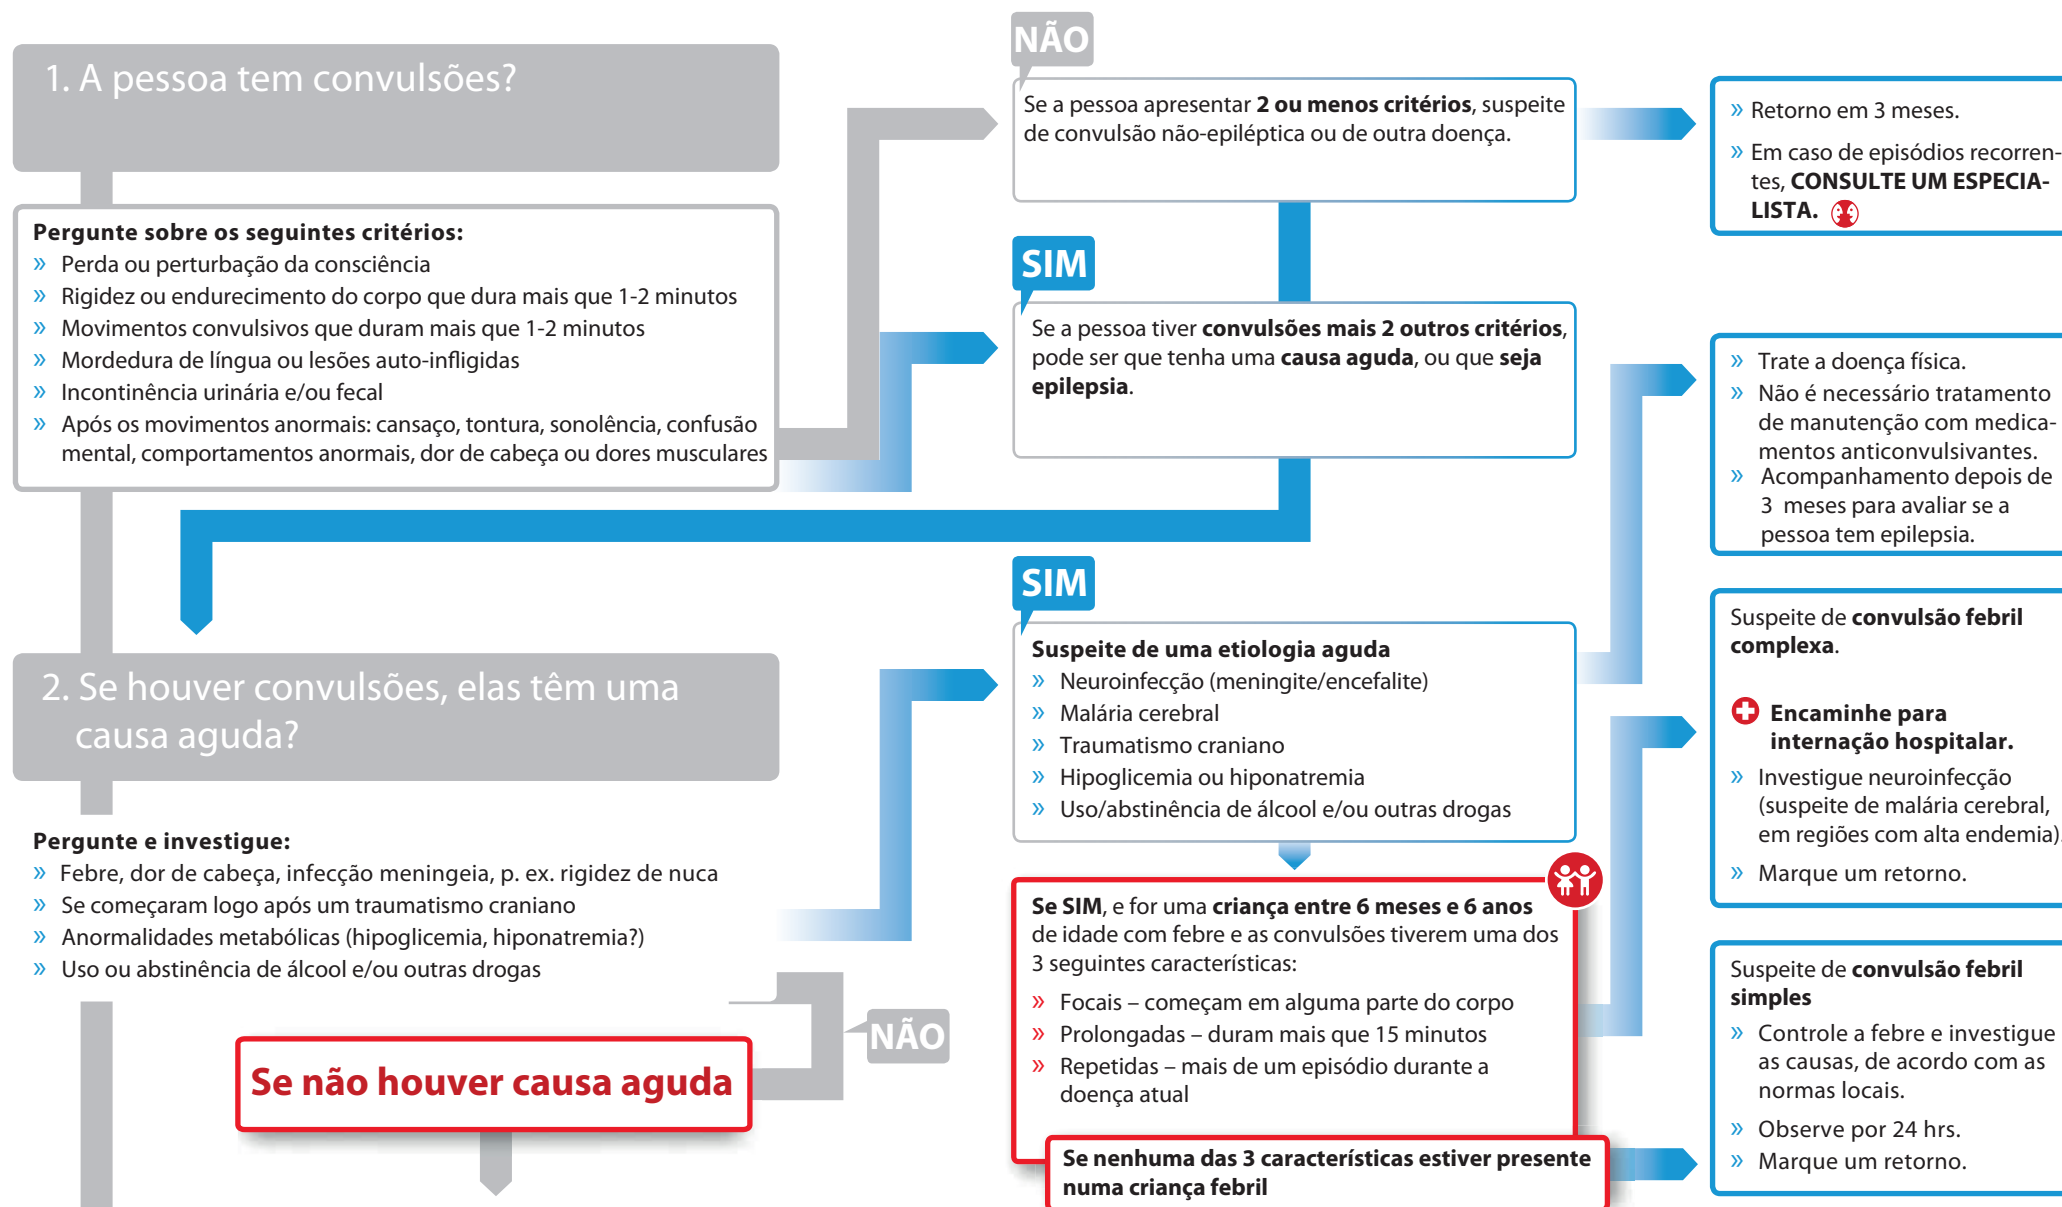 1. A pessoa tem convulsões?
Pergunte sobre os seguintes critérios:
» Perda ou perturbação da consciência
» Rigidez ou endurecimento do corpo que dura mais que 1-2 minutos
» Movimentos convulsivos que duram mais que 1-2 minutos
» Mordedura de língua ou lesões auto-infligidas
» Incontinência urinária e/ou fecal
» Após os movimentos anormais: cansaço, tontura, sonolência, confusão
mental, comportamentos anormais, dor de cabeça ou dores musculares
NÃO
Se a pessoa apresentar 2 ou menos critérios, suspeite
de convulsão não-epiléptica ou de outra doença.
» Retorno em 3 meses.
» Em caso de episódios recorren-
tes, CONSULTE UM ESPECIA-
LISTA.
SIM
Se a pessoa tiver convulsões mais 2 outros critérios,
pode ser que tenha uma causa aguda, ou que seja
epilepsia.
2. Se houver convulsões, elas têm uma
causa aguda?
Pergunte e investigue:
» Febre, dor de cabeça, infecção meningeia, p. ex. rigidez de nuca
» Se começaram logo após um traumatismo craniano
» Anormalidades metabólicas (hipoglicemia, hiponatremia?)
» Uso ou abstinência de álcool e/ou outras drogas
NÃO
Se não houver causa aguda
SIM
Suspeite de uma etiologia aguda
» Neuroinfecção (meningite/encefalite)
» Malária cerebral
» Traumatismo craniano
» Hipoglicemia ou hiponatremia
» Uso/abstinência de álcool e/ou outras drogas
» Trate a doença física.
» Não é necessário tratamento
de manutenção com medica-
mentos anticonvulsivantes.
» Acompanhamento depois de
3 meses para avaliar se a
pessoa tem epilepsia.
Se SIM, e for uma criança entre 6 meses e 6 anos
de idade com febre e as convulsões tiverem uma dos
3 seguintes características:
» Focais – começam em alguma parte do corpo
» Prolongadas – duram mais que 15 minutos
» Repetidas – mais de um episódio durante a
doença atual
Suspeite de convulsão febril
complexa.
Encaminhe para
internação hospitalar.
» Investigue neuroinfecção
(suspeite de malária cerebral,
em regiões com alta endemia).
» Marque um retorno.
Se nenhuma das 3 características estiver presente
numa criança febril
Suspeite de convulsão febril
simples
» Controle a febre e investigue
as causas, de acordo com as
normas locais.
» Observe por 24 hrs.
» Marque um retorno.